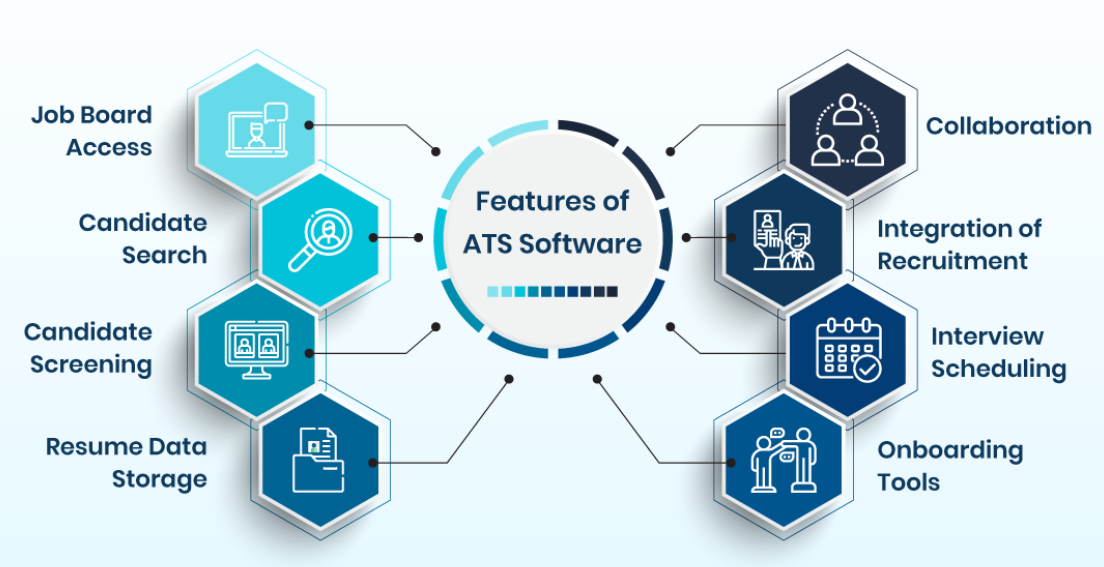 Job Board
Access
Candidate
Search
Candidate
Screening
Resume Data
Storage
Features of
ATS Software
Collaboration
Integration of
Recruitment
Interview
Scheduling
Onboarding
Tools